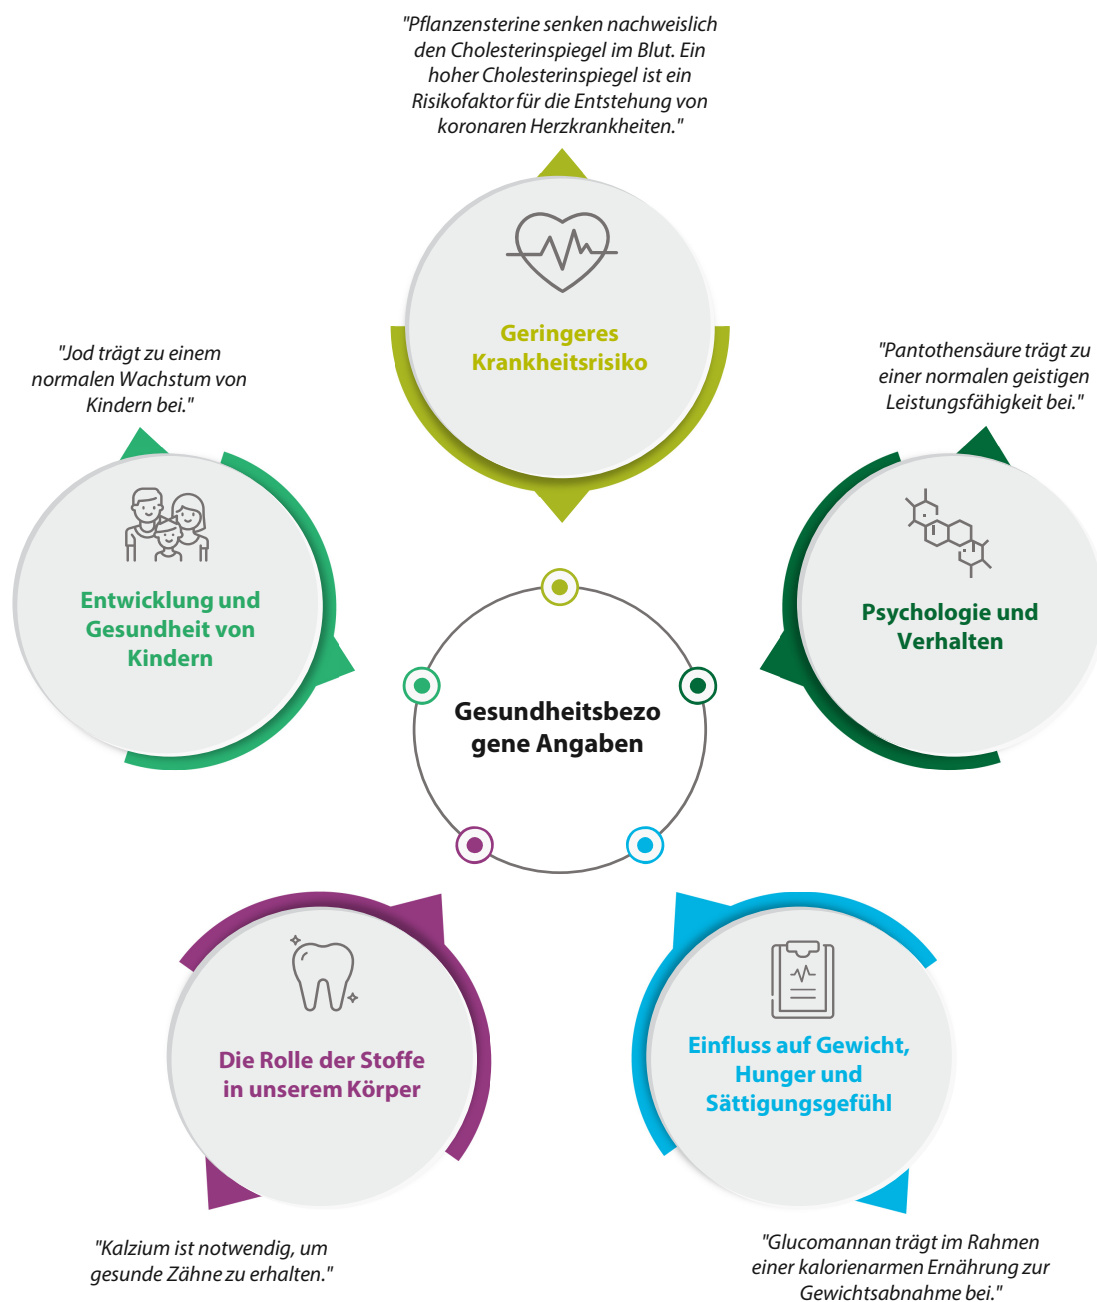 "Pflanzensterine senken nachweislich
den Cholesterinspiegel im Blut. Ein
hoher Cholesterinspiegel ist ein
Risikofaktor für die Entstehung von
koronaren Herzkrankheiten."
Geringeres
Krankheitsrisiko
"Jod trägt zu einem
normalen Wachstum von
Kindern bei."
"Pantothensäure trägt zu
einer normalen geistigen
Leistungsfähigkeit bei."
Entwicklung und
Gesundheit von
Kindern
Psychologie und
Verhalten
Gesundheitsbezo
gene Angaben
Die Rolle der Stoffe
in unserem Körper
Einfluss auf Gewicht,
Hunger und
Sättigungsgefühl
"Kalzium ist notwendig, um
gesunde Zähne zu erhalten."
"Glucomannan trägt im Rahmen
einer kalorienarmen Ernährung zur
Gewichtsabnahme bei."